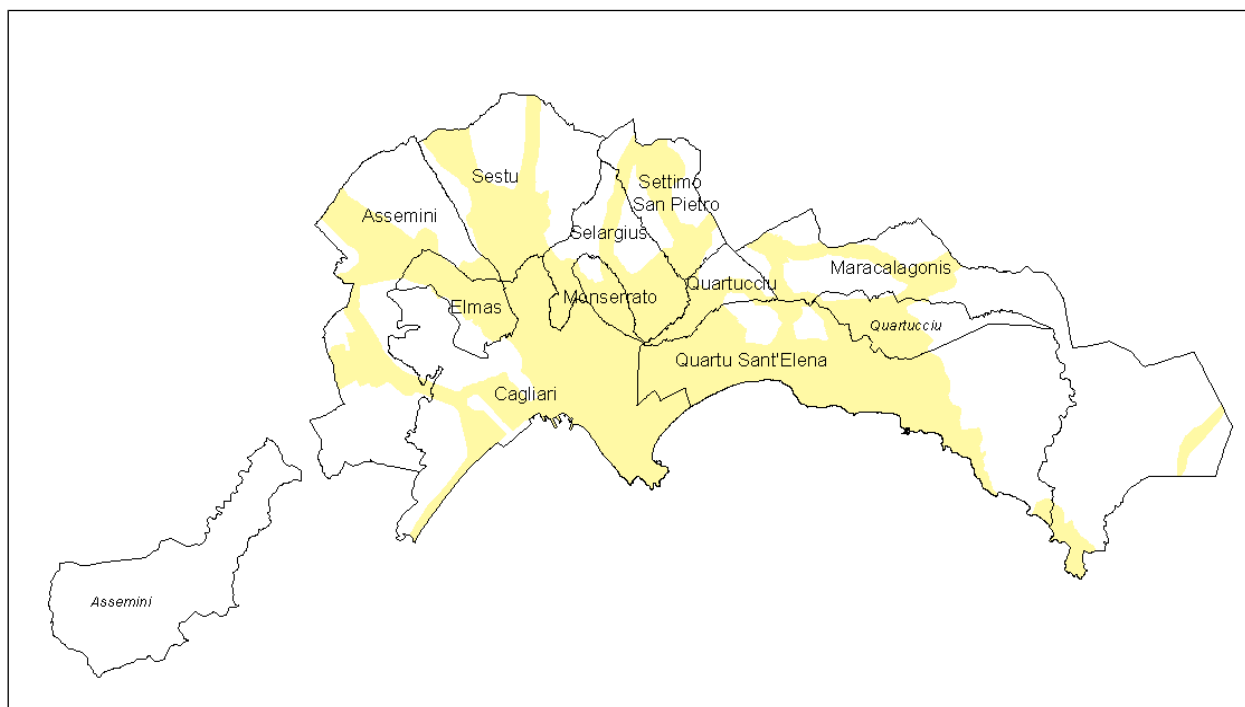 Sestu
Settimo
San Pietro
Assemini
Selargius
Maracalagonis
Quartucciu
Monserrato
Elmas
Quartucciu
Quartu Sant'Elena
Cagliari
Assemini